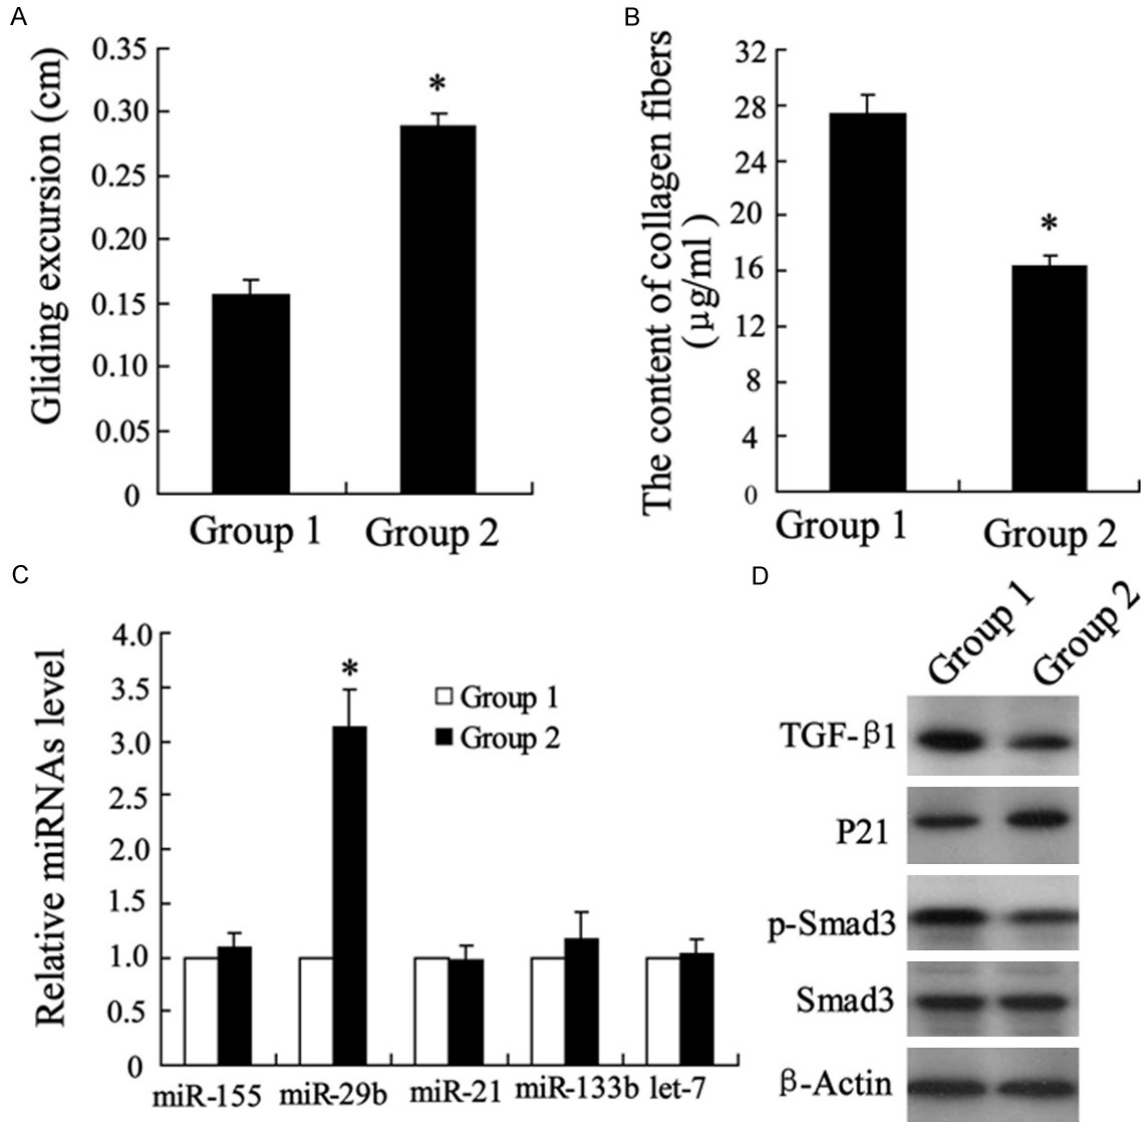 A
Gliding excursion (cm)
0.35
0.30
0.25
0.20
0.15
0.10
0.05
0
*
Group 1
Group 2
B
The content of collagen fibers
(μg/ml )
32
28
24
20
16
12
8
4
0
*
Group 1
Group 2
C
Relative miRNAs level
4.0
3.5
3.0
2.5
2.0
1.5
1.0
0.5
0
*
Group 1
Group 2
miR-155
miR-29b
miR-21
miR-133b
let-7
D
Group 1
Group 2
TGF-β1
P21
p-Smad3
Smad3
β-Actin